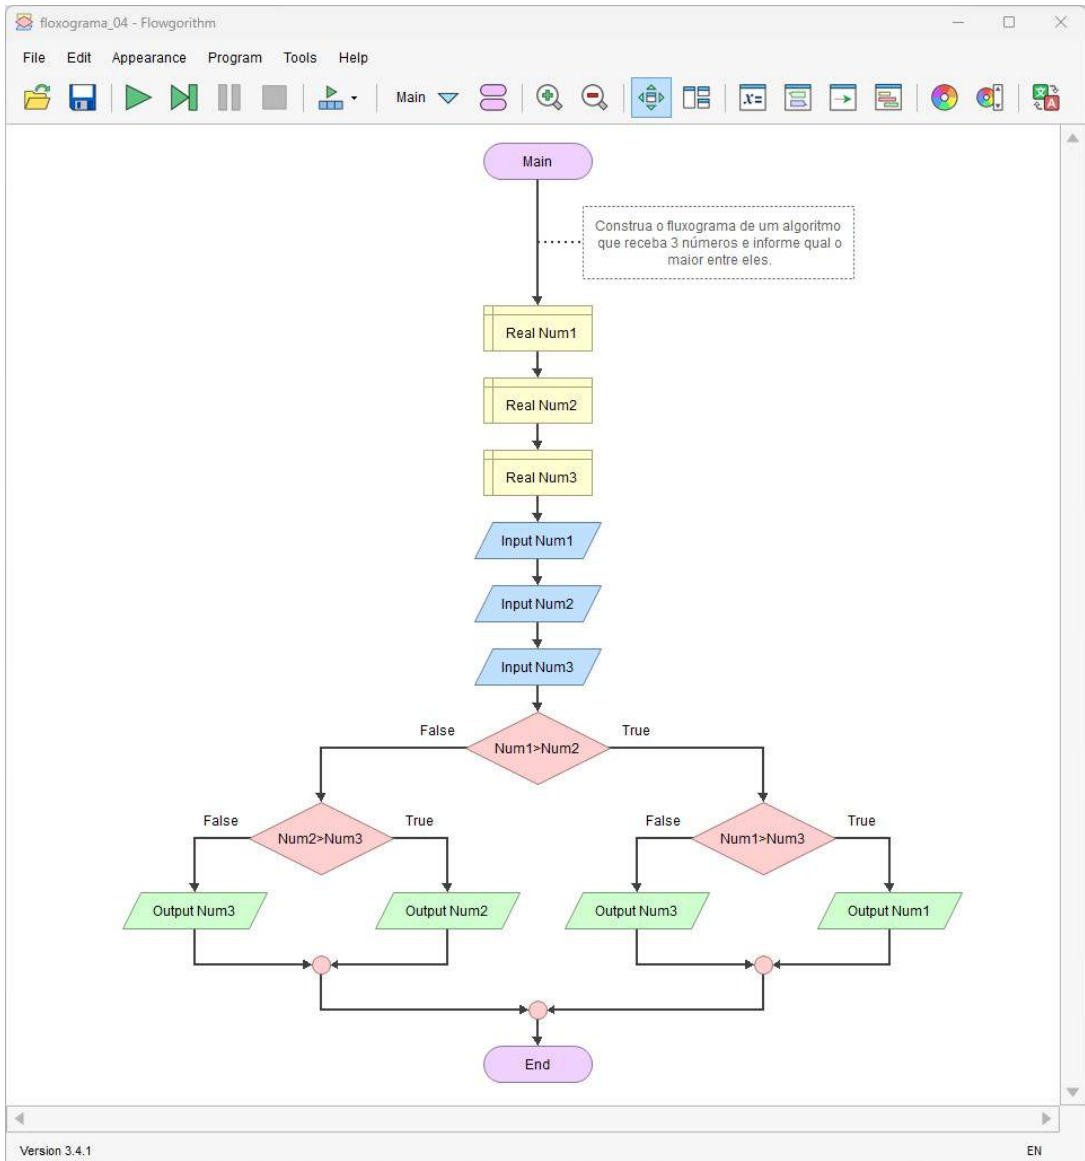 floxograma_04 - Flowgorithm
File Edit Appearance Program Tools Help
Main
x=
A
Main
Construa o fluxograma de um algoritmo
que receba 3 números e informe qual o
maior entre eles.
Real Num1
Real Num2
Real Num3
Input Num1
Input Num2
Input Num3
False
Num1>Num2
True
False
Num2>Num3
True
False
Num1>Num3
True
Output Num3
Output Num2
Output Num3
Output Num1
End
Version 3.4.1
EN